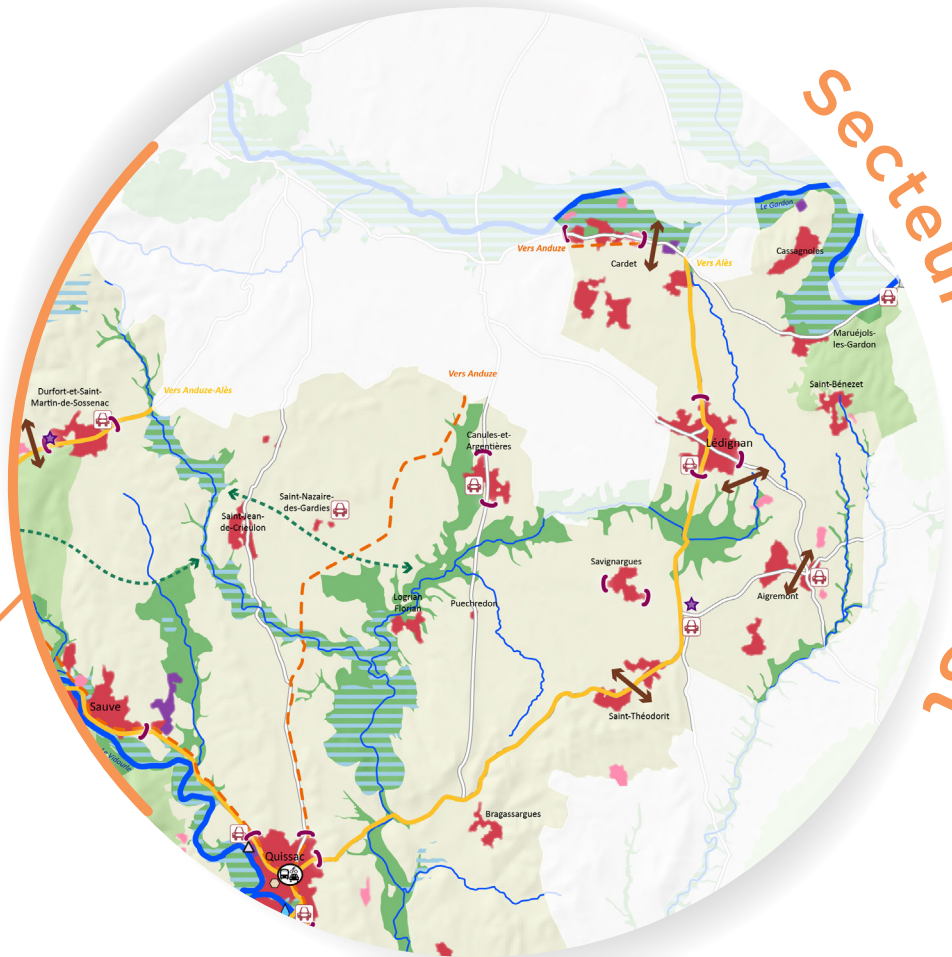 Secteur
Le Gardon
Vers Anduze
Cassagnoles
Cardet
Vers Alès
Maruéjols-
les-Gardon
Vers Anduze
Saint-Bénezet
Durfort-et-Saint-
Martin-de-Sossenac
Vers Anduze-Alès
Canules-et-
Argentières
Lédignan
Saint-Nazaire-
des-Gardies
Saint-Jean-
de-Crieulon
Savignargues
Logrian
Florian
Puechredon
Aigremont
Sauve
Saint-Théodorit
Le Vidourle
Bragassargues
Quissac